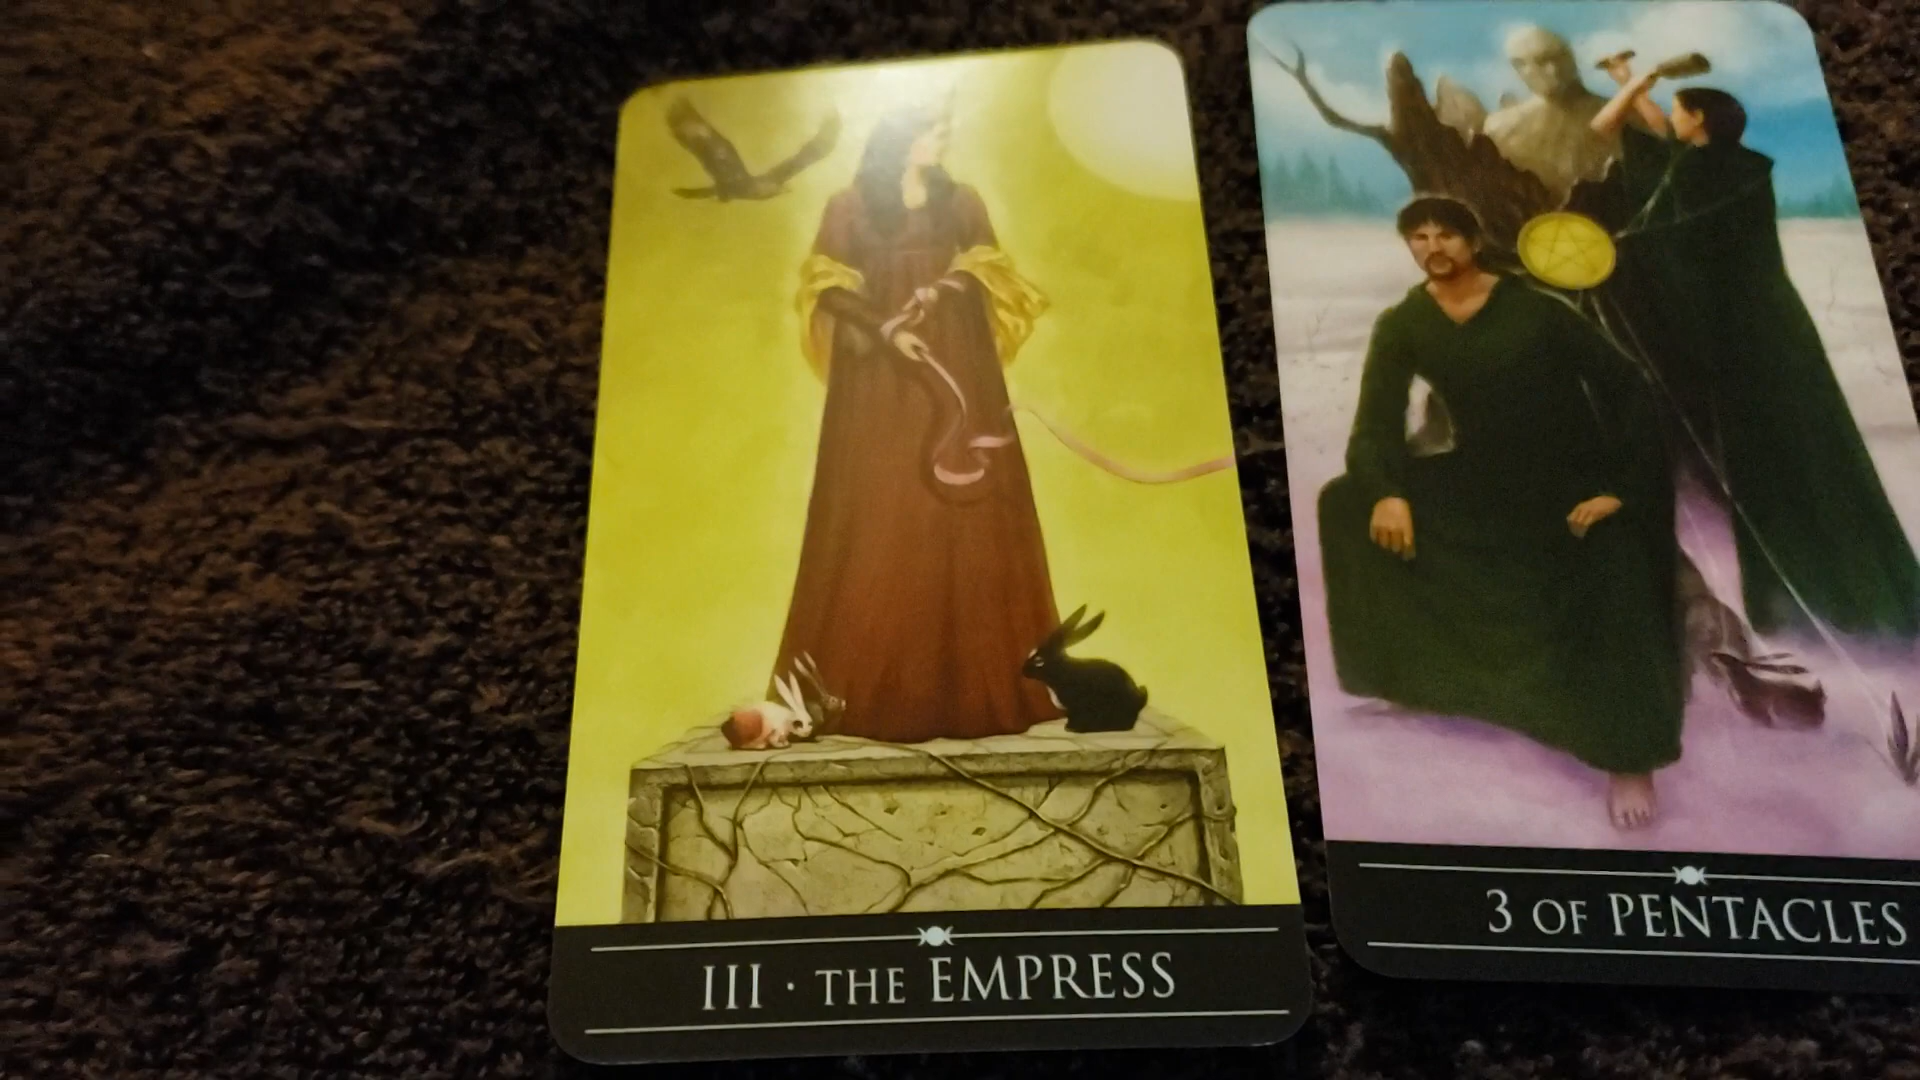 III · THE EMPRESS
3 OF PENTACLES